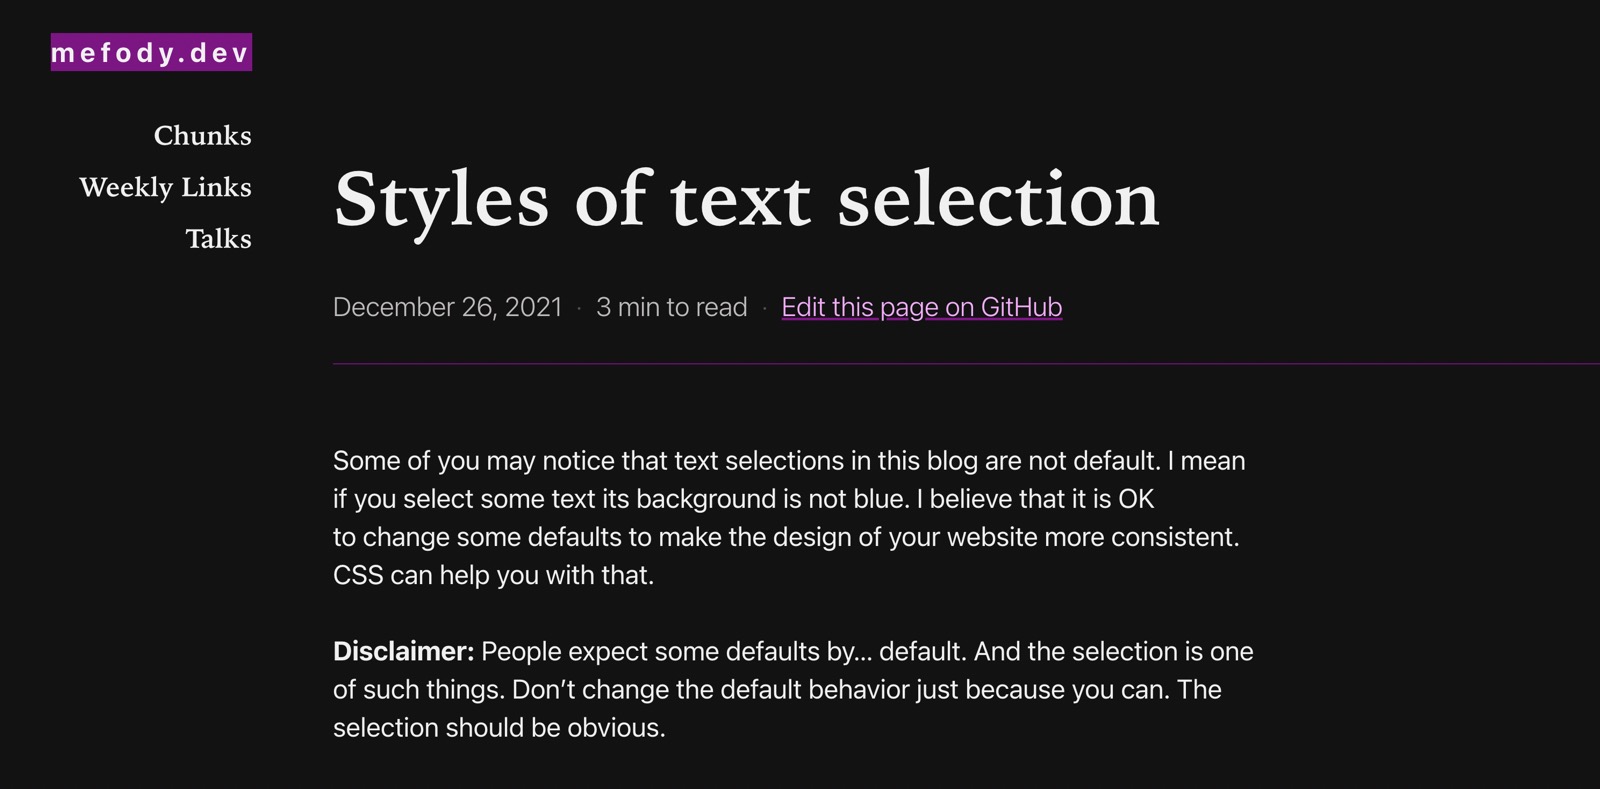 mefody.dev
Chunks
Weekly Links
Talks
Styles of text selection
December 26, 2021 · 3 min to read · Edit this page on GitHub
Some of you may notice that text selections in this blog are not default. I mean
if you select some text its background is not blue. I believe that it is OK
to change some defaults to make the design of your website more consistent.
CSS can help you with that.
Disclaimer: People expect some defaults by… default. And the selection is one
of such things. Don’t change the default behavior just because you can. The
selection should be obvious.